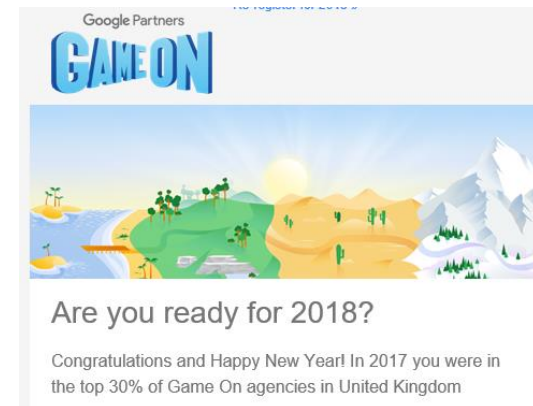 Google Partners
GAME ON
Are you ready for 2018?
Congratulations and Happy New Year! In 2017 you were in
the top 30% of Game On agencies in United Kingdom